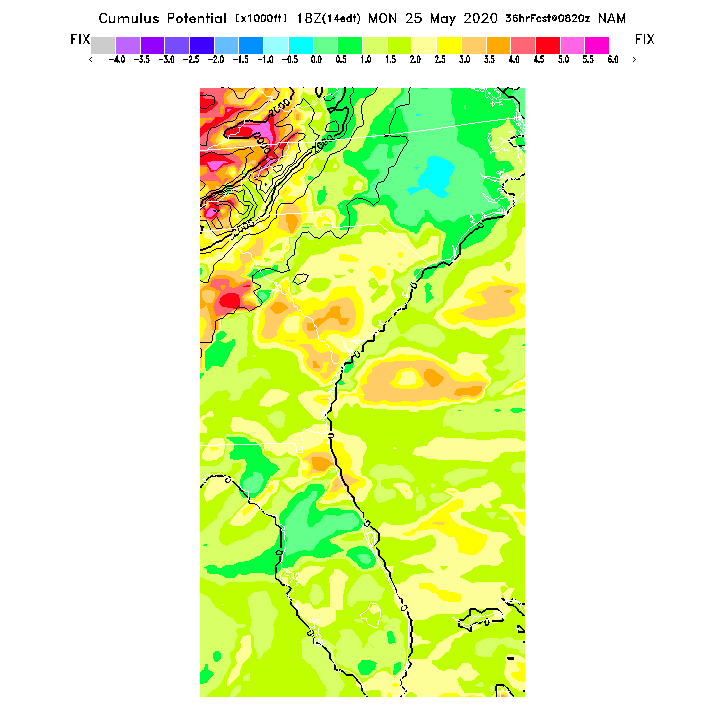 Cumulus Potential [x1000ft] 18Z(14edt) MON 25 May 2020 36hrFcst@0820z NAM
FIX FIX
< -4.0 -3.5 -3.0 -2.5 -2.0 -1.5 -1.0 -0.5 0.0 0.5 1.0 1.5 2.0 2.5 3.0 3.5 4.0 4.5 5.0 5.5 6.0 >
2000